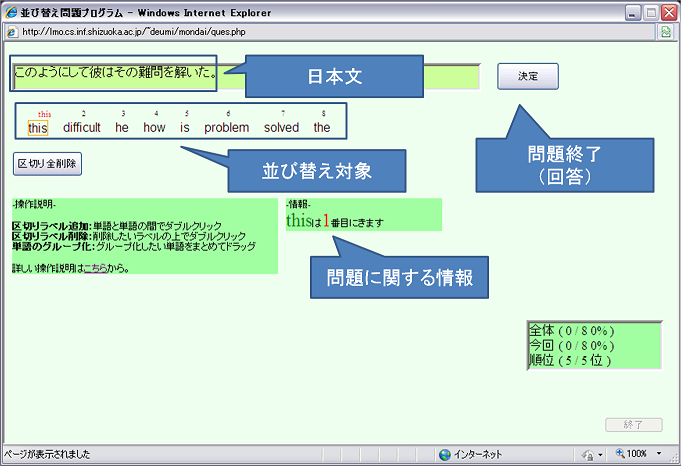 並び替え問題プログラム - Windows Internet Explorer
http://lmo.cs.inf.shizuoka.ac.jp/~deumi/mondai/ques.php
このようにして彼はその難問を解いた。
日本文
決定
this 2 3 4 5 6 7 8
this difficult he how is problem solved the
問題終了
(回答)
区切り全削除
並び替え対象
-操作説明-
区切りラベル追加:単語と単語の間でダブルクリック
区切りラベル削除:削除したいラベルの上でダブルクリック
単語のグループ化:グループ化したい単語をまとめてドラッグ
詳しい操作説明はこちらから。
-情報-
thisは1番目にきます
問題に関する情報
全体 ( 0 / 8 0% )
今回 ( 0 / 8 0% )
順位 ( 5 / 5 位 )
終了
ページが表示されました
インターネット
100%